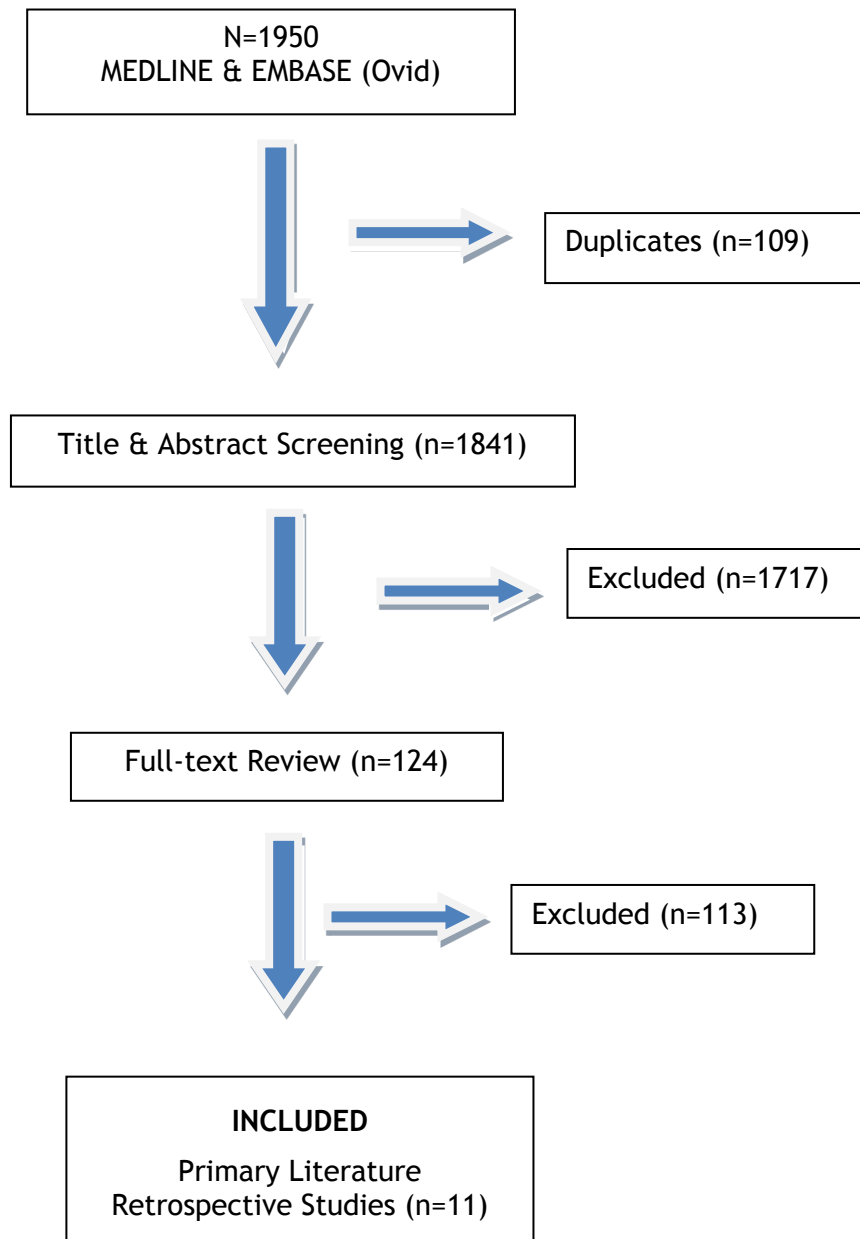 N=1950
MEDLINE & EMBASE (Ovid)
Duplicates (n=109)
Title & Abstract Screening (n=1841)
Excluded (n=1717)
Full-text Review (n=124)
Excluded (n=113)
INCLUDED
Primary Literature
Retrospective Studies (n=11)